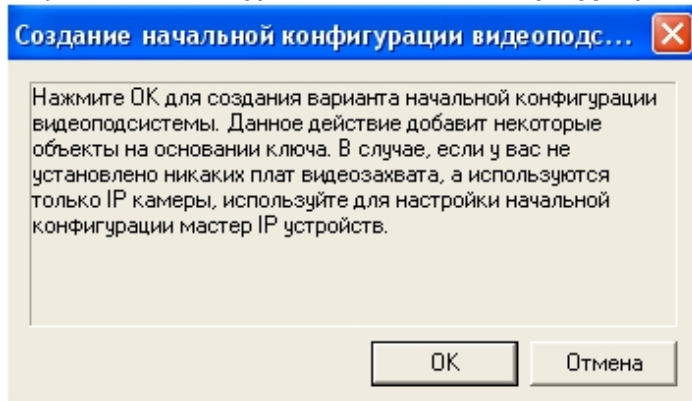 Создание начальной конфигурации видеоподс...
Нажмите ОК для создания варианта начальной конфигурации
видеоподсистемы. Данное действие добавит некоторые
объекты на основании ключа. В случае, если у вас не
установлено никаких плат видеозахвата, а используются
только IP камеры, используйте для настройки начальной
конфигурации мастер IP устройств.
ОК
Отмена